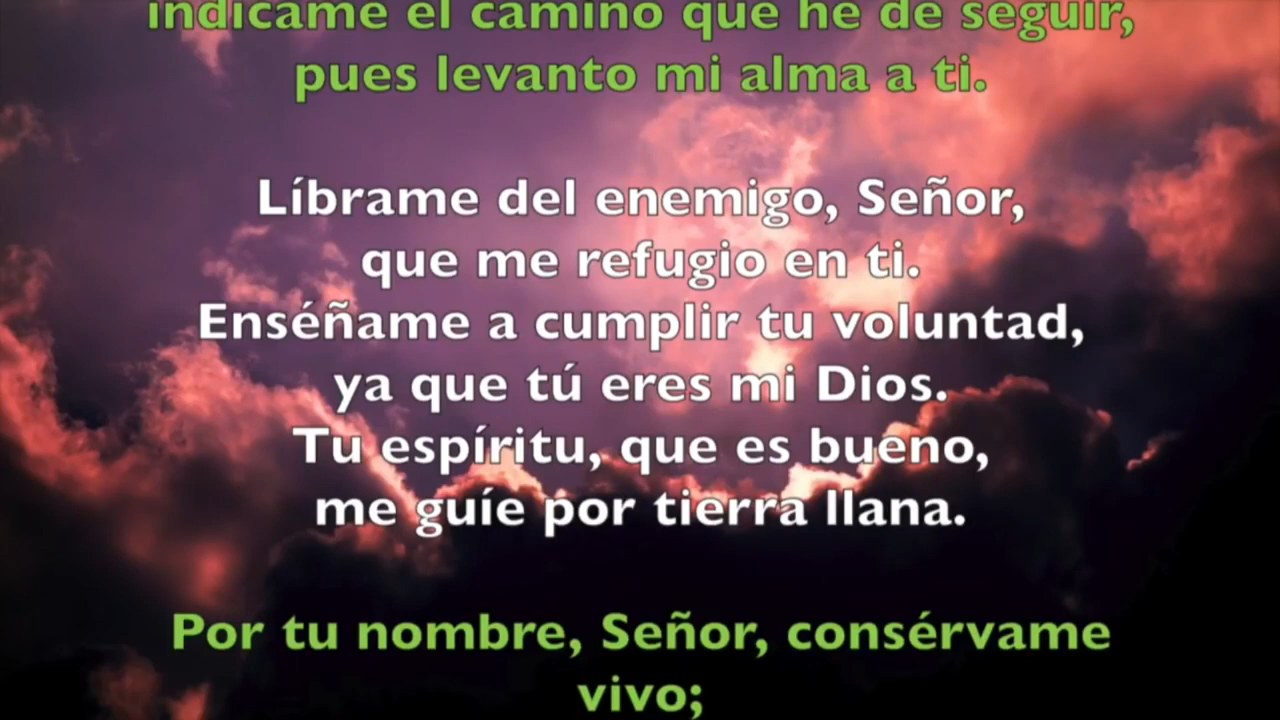 indícame el camino que he de seguir,
pues levanto mi alma a ti.
Líbrame del enemigo, Señor,
que me refugio en ti.
Enséñame a cumplir tu voluntad,
ya que tú eres mi Dios.
Tu espíritu, que es bueno,
me guíe por tierra llana.
Por tu nombre, Señor, consérvame
vivo;